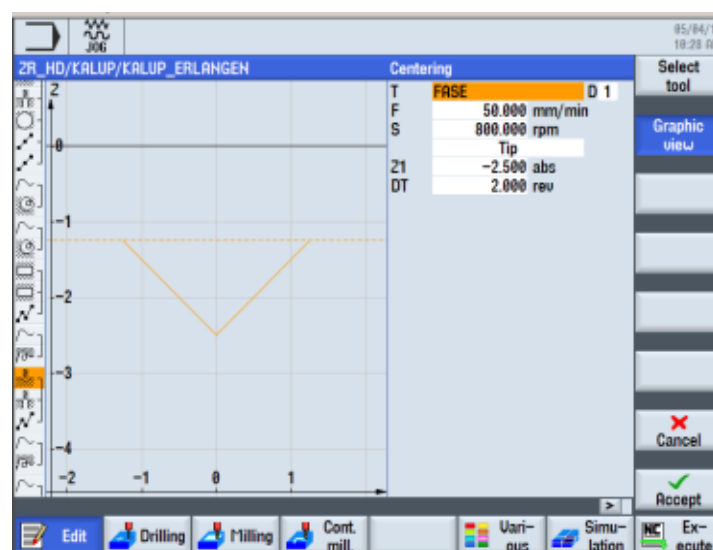 JOG
05/04/1
10:20 A
ZR_HD/KALUP/KALUP_ERLANGEN
Centering
Select
tool
T FASE D 1
F 50.000 mm/min
S 800.000 rpm
Tip
Z1 -2.500 abs
DT 2.000 rev
Graphic
view
Z
0
-1
-2
-3
-4
-2 -1 0 1
Cancel
Accept
>
Edit
Drilling
Milling
Cont.
mill.
Vari-
ous
Simu-
lation
NC Ex-
ecute